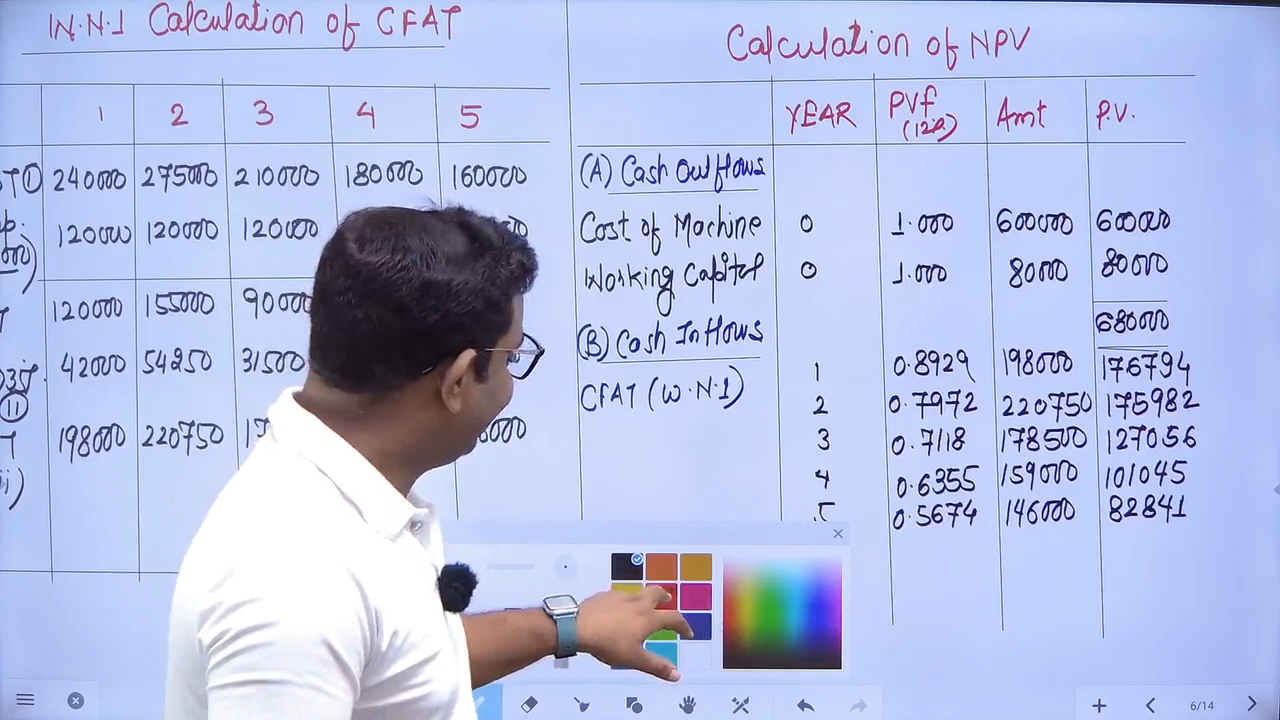 W.N.1 Calculation of CFAT
1 2 3 4 5
240000 275000 210000 180000 160000
120000 120000 120000
120000 155000 90000
42000 54250 31500
11
198000 220750
Calculation of NPV
YEAR PVf (12%) Amt P.V.
(A) Cash Outflows
Cost of Machine 0 1.000 600000 600000
Working Capital 0 1.000 80000 80000
680000
(B) Cash Inflows
1 0.8929 198000 176794
CFAT (W.N.1) 2 0.7972 220750 175982
3 0.7118 178500 127056
4 0.6355 159000 101045
5 0.5674 146000 82841
6/14